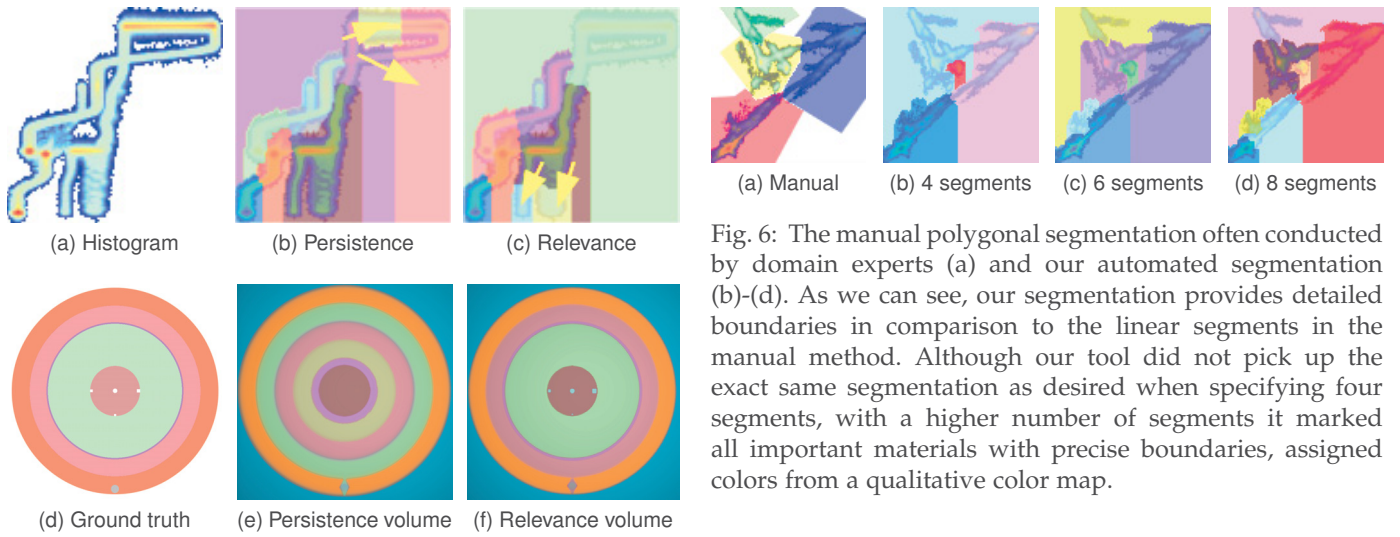 (a) Histogram
(b) Persistence
(c) Relevance
(d) Ground truth
(e) Persistence volume
(f) Relevance volume
(a) Manual
(b) 4 segments
(c) 6 segments
(d) 8 segments
Fig. 6: The manual polygonal segmentation often conducted
by domain experts (a) and our automated segmentation
(b)-(d). As we can see, our segmentation provides detailed
boundaries in comparison to the linear segments in the
manual method. Although our tool did not pick up the
exact same segmentation as desired when specifying four
segments, with a higher number of segments it marked
all important materials with precise boundaries, assigned
colors from a qualitative color map.